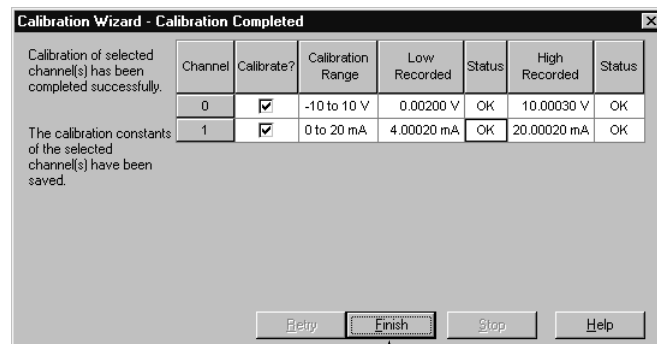 Calibration Wizard - Calibration Completed
Calibration of selected
channel(s) has been
completed successfully.
The calibration constants
of the selected
channel(s) have been
saved.
Channel Calibrate? Calibration Range Low Recorded Status High Recorded Status
0 -10 to 10 V 0.00200 V OK 10.00030 V OK
1 0 to 20 mA 4.00020 mA OK 20.00020 mA OK
Retry Finish Stop Help